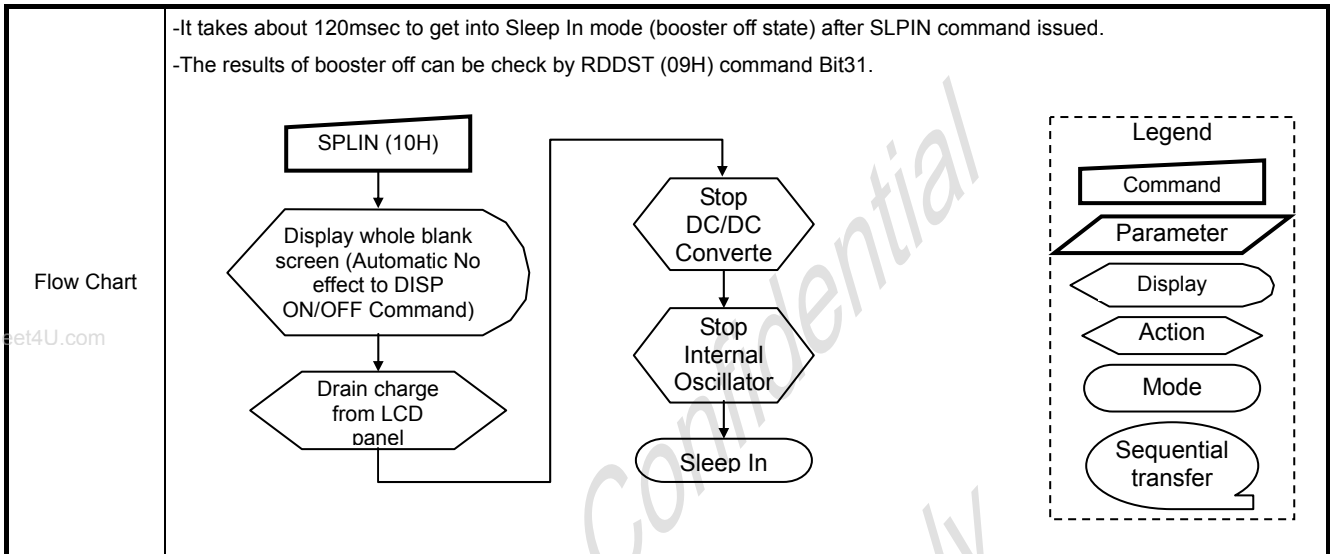 -It takes about 120msec to get into Sleep In mode (booster off state) after SLPIN command issued.
-The results of booster off can be check by RDDST (09H) command Bit31.
Flow Chart
SPLIN (10H)
Display whole blank
screen (Automatic No
effect to DISP
ON/OFF Command)
Drain charge
from LCD
panel
Stop
DC/DC
Converte
Stop
Internal
Oscillator
Sleep In
Legend
Command
Parameter
Display
Action
Mode
Sequential
transfer
eet4U.com
Confidential
ly